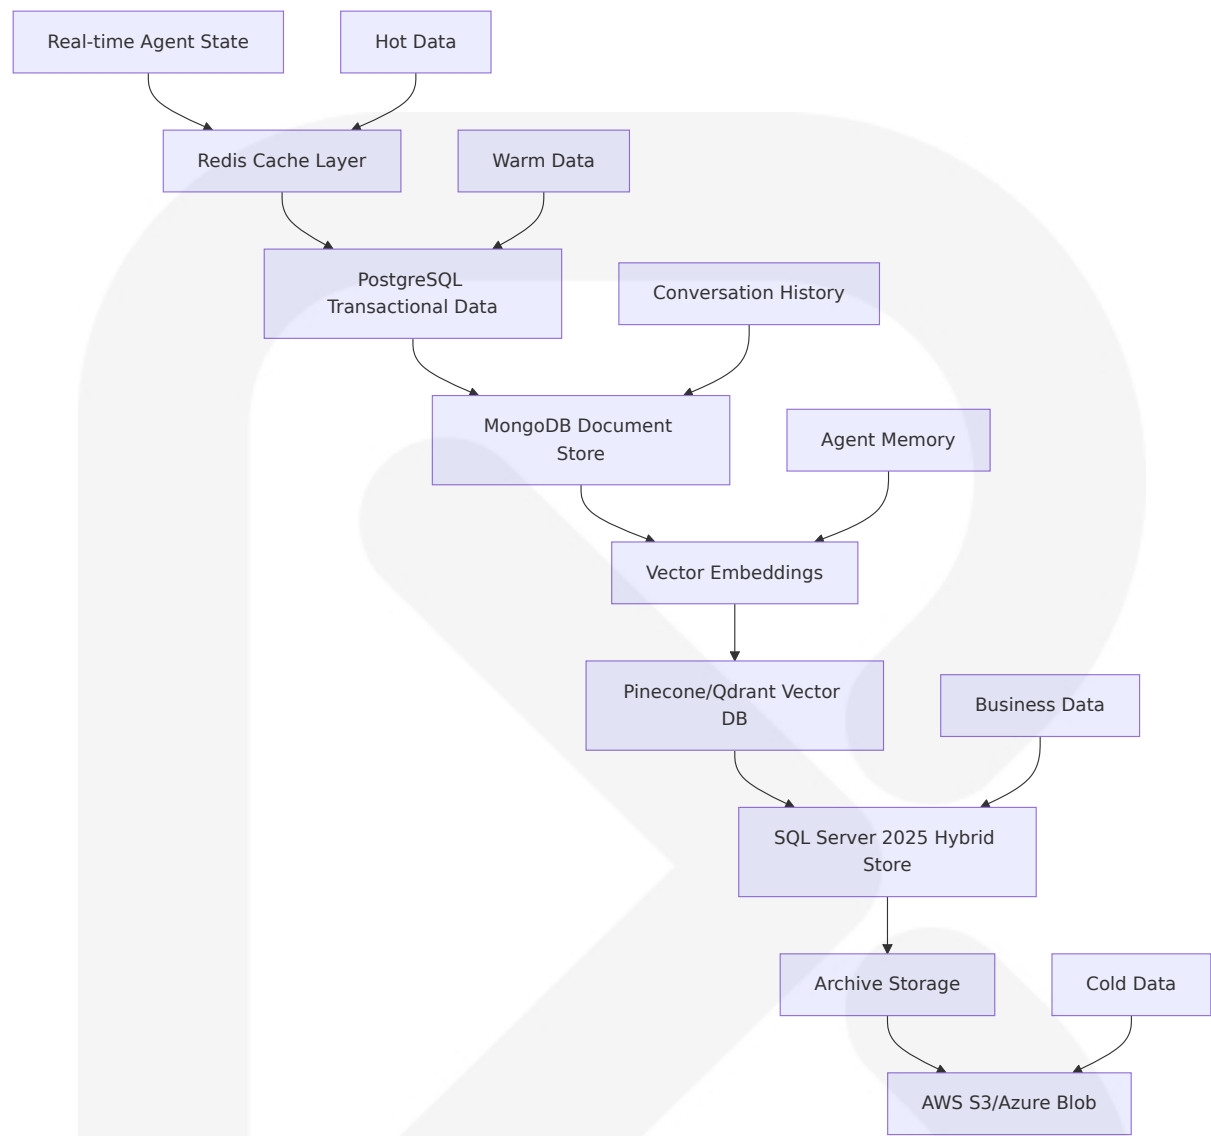 Real-time Agent State
Hot Data
Redis Cache Layer
Warm Data
PostgreSQL
Transactional Data
Conversation History
MongoDB Document
Store
Agent Memory
Vector Embeddings
Pinecone/Qdrant Vector
DB
Business Data
SQL Server 2025 Hybrid
Store
Archive Storage
Cold Data
AWS S3/Azure Blob